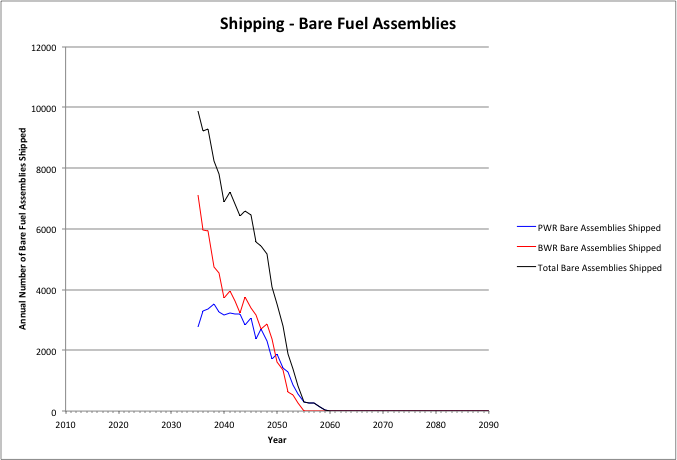 Shipping - Bare Fuel Assemblies
12000
10000
8000
6000
4000
2000
0
Annual Number of Bare Fuel Assemblies Shipped
2010 2020 2030 2040 2050 2060 2070 2080 2090
Year
PWR Bare Assemblies Shipped
BWR Bare Assemblies Shipped
Total Bare Assemblies Shipped